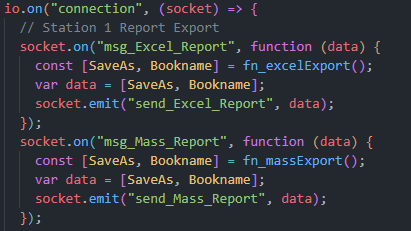 io.on("connection", (socket) => {
  // Station 1 Report Export
  socket.on("msg_Excel_Report", function (data) {
    const [SaveAs, Bookname] = fn_excelExport();
    var data = [SaveAs, Bookname];
    socket.emit("send_Excel_Report", data);
  });
  socket.on("msg_Mass_Report", function (data) {
    const [SaveAs, Bookname] = fn_massExport();
    var data = [SaveAs, Bookname];
    socket.emit("send_Mass_Report", data);
  });